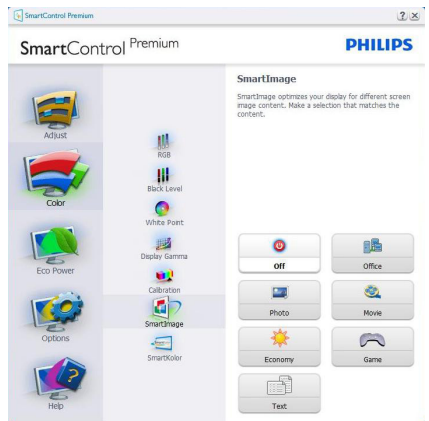 SmartControl Premium
SmartControl Premium
PHILIPS
Adjust
Color
Eco Power
Options
Help
RGB
Black Level
White Point
Display Gamma
Calibration
SmartImage
SmartKolor
SmartImage
SmartImage optimizes your display for different screen
image content. Make a selection that matches the
content.
Off
Office
Photo
Movie
Economy
Game
Text